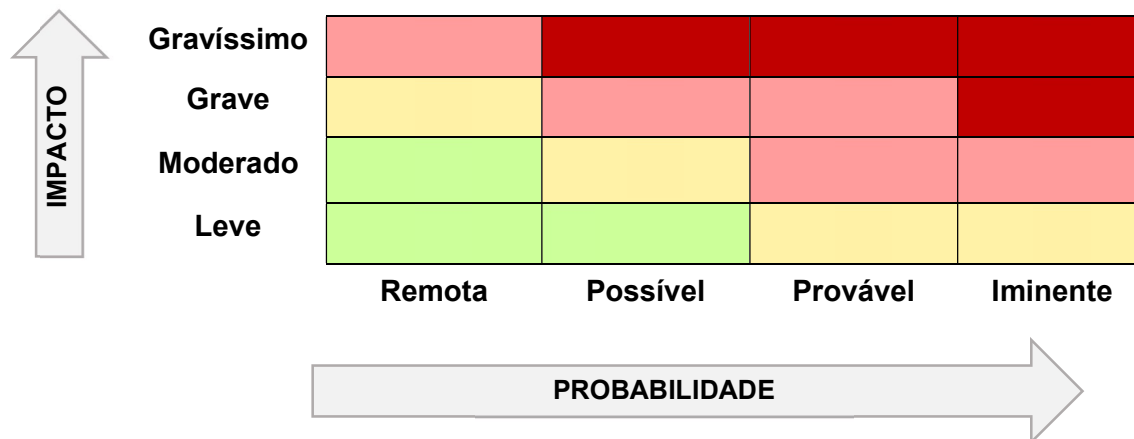 IMPACTO
Gravíssimo
Grave
Moderado
Leve
Remota Possível Provável Iminente
PROBABILIDADE